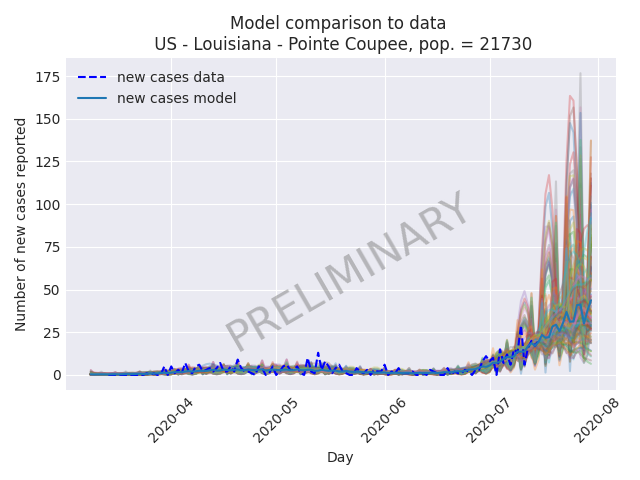 Model comparison to data
US - Louisiana - Pointe Coupee, pop. = 21730
new cases data
new cases model
175
150
125
100
75
50
25
0
Number of new cases reported
PRELIMINARY
2020-04
2020-05
2020-06
2020-07
2020-08
Day